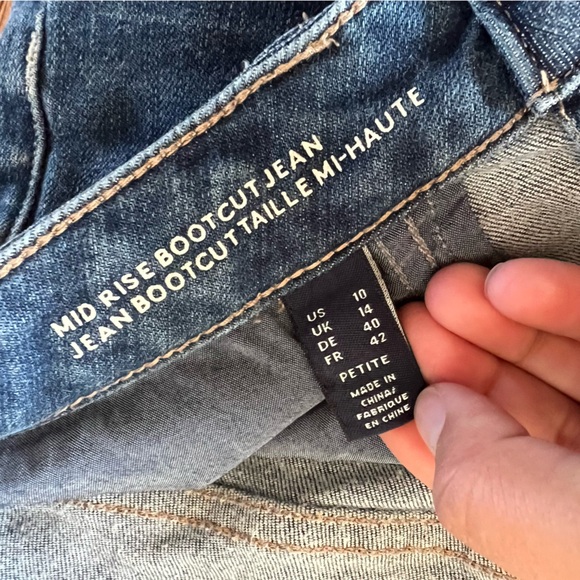 MID RISE BOOTCUT JEAN
JEAN BOOTCUT TAILLE MI-HAUTE
US 10
UK 14
DE 40
FR 42
PETITE
MADE IN
CHINA/
FABRIQUE
EN CHINE